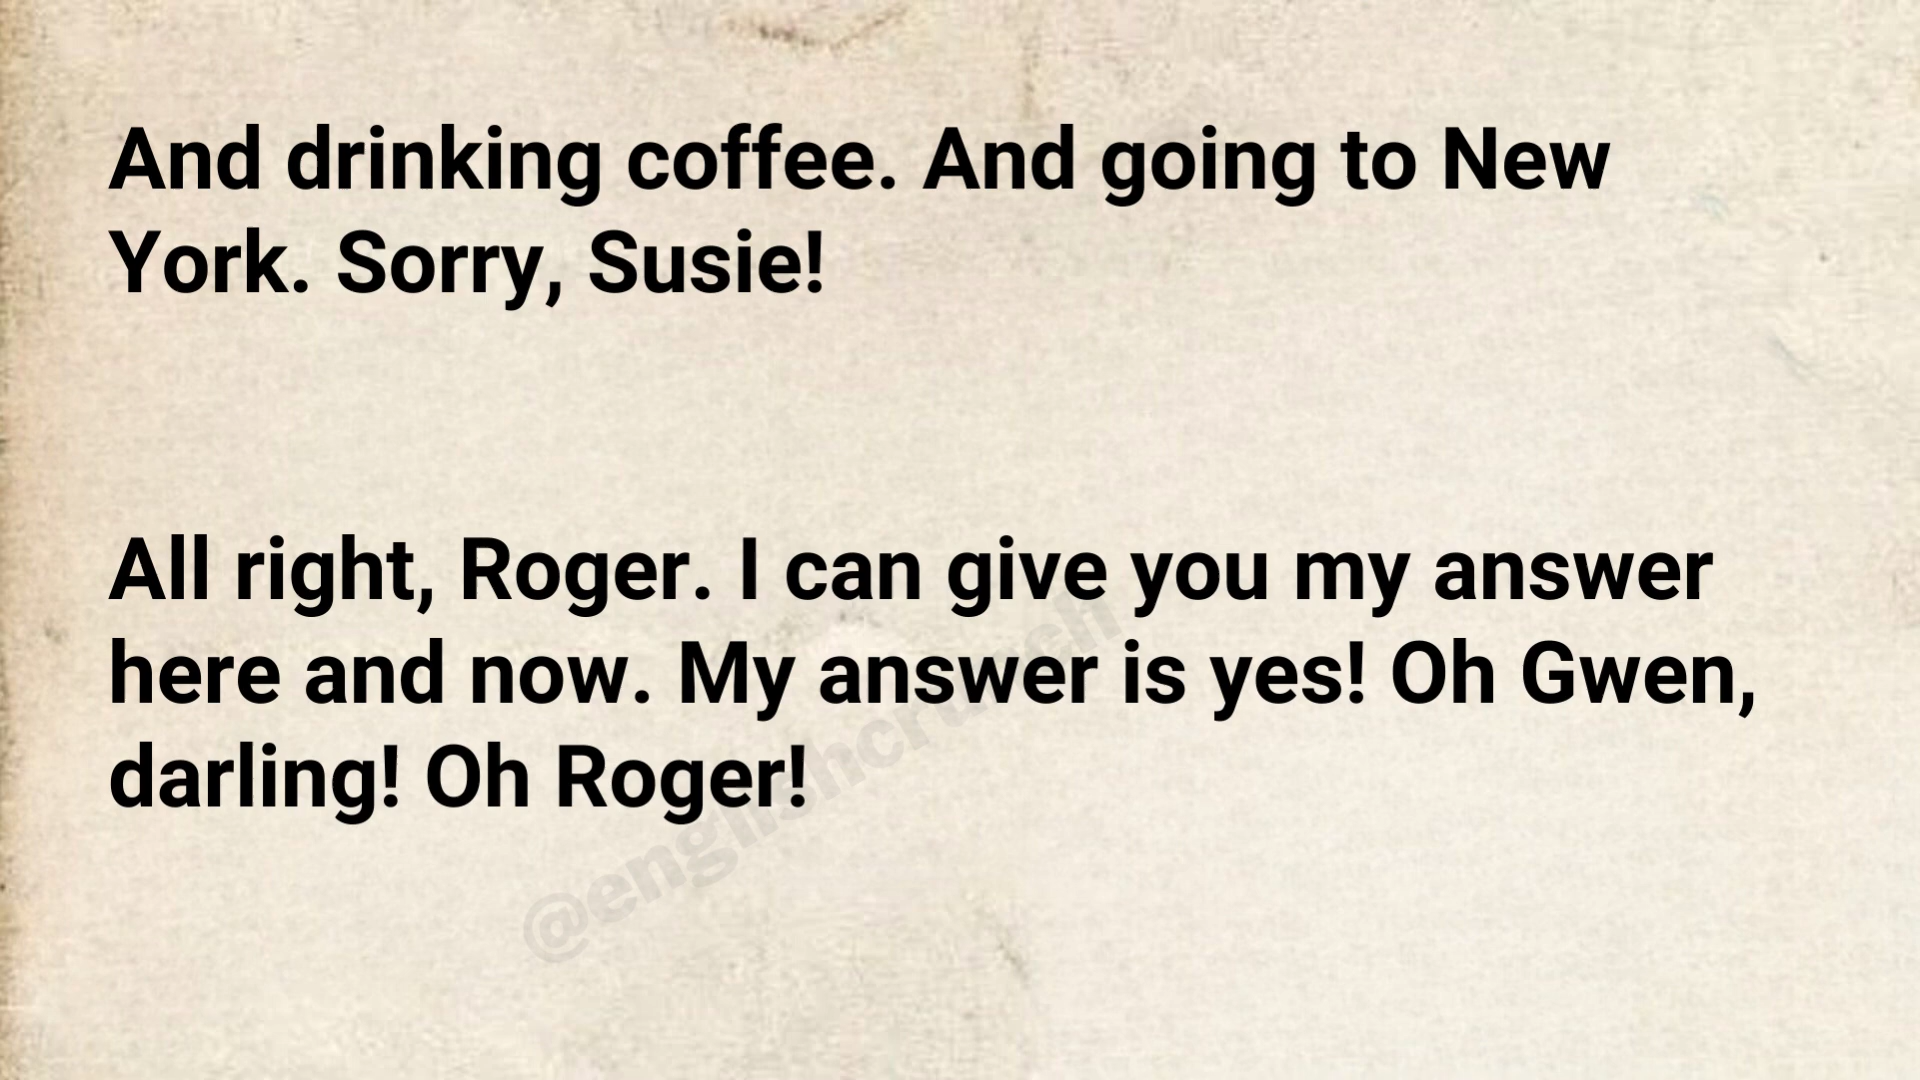 And drinking coffee. And going to New
York. Sorry, Susie!
All right, Roger. I can give you my answer
here and now. My answer is yes! Oh Gwen,
darling! Oh Roger!
@englishcrunch